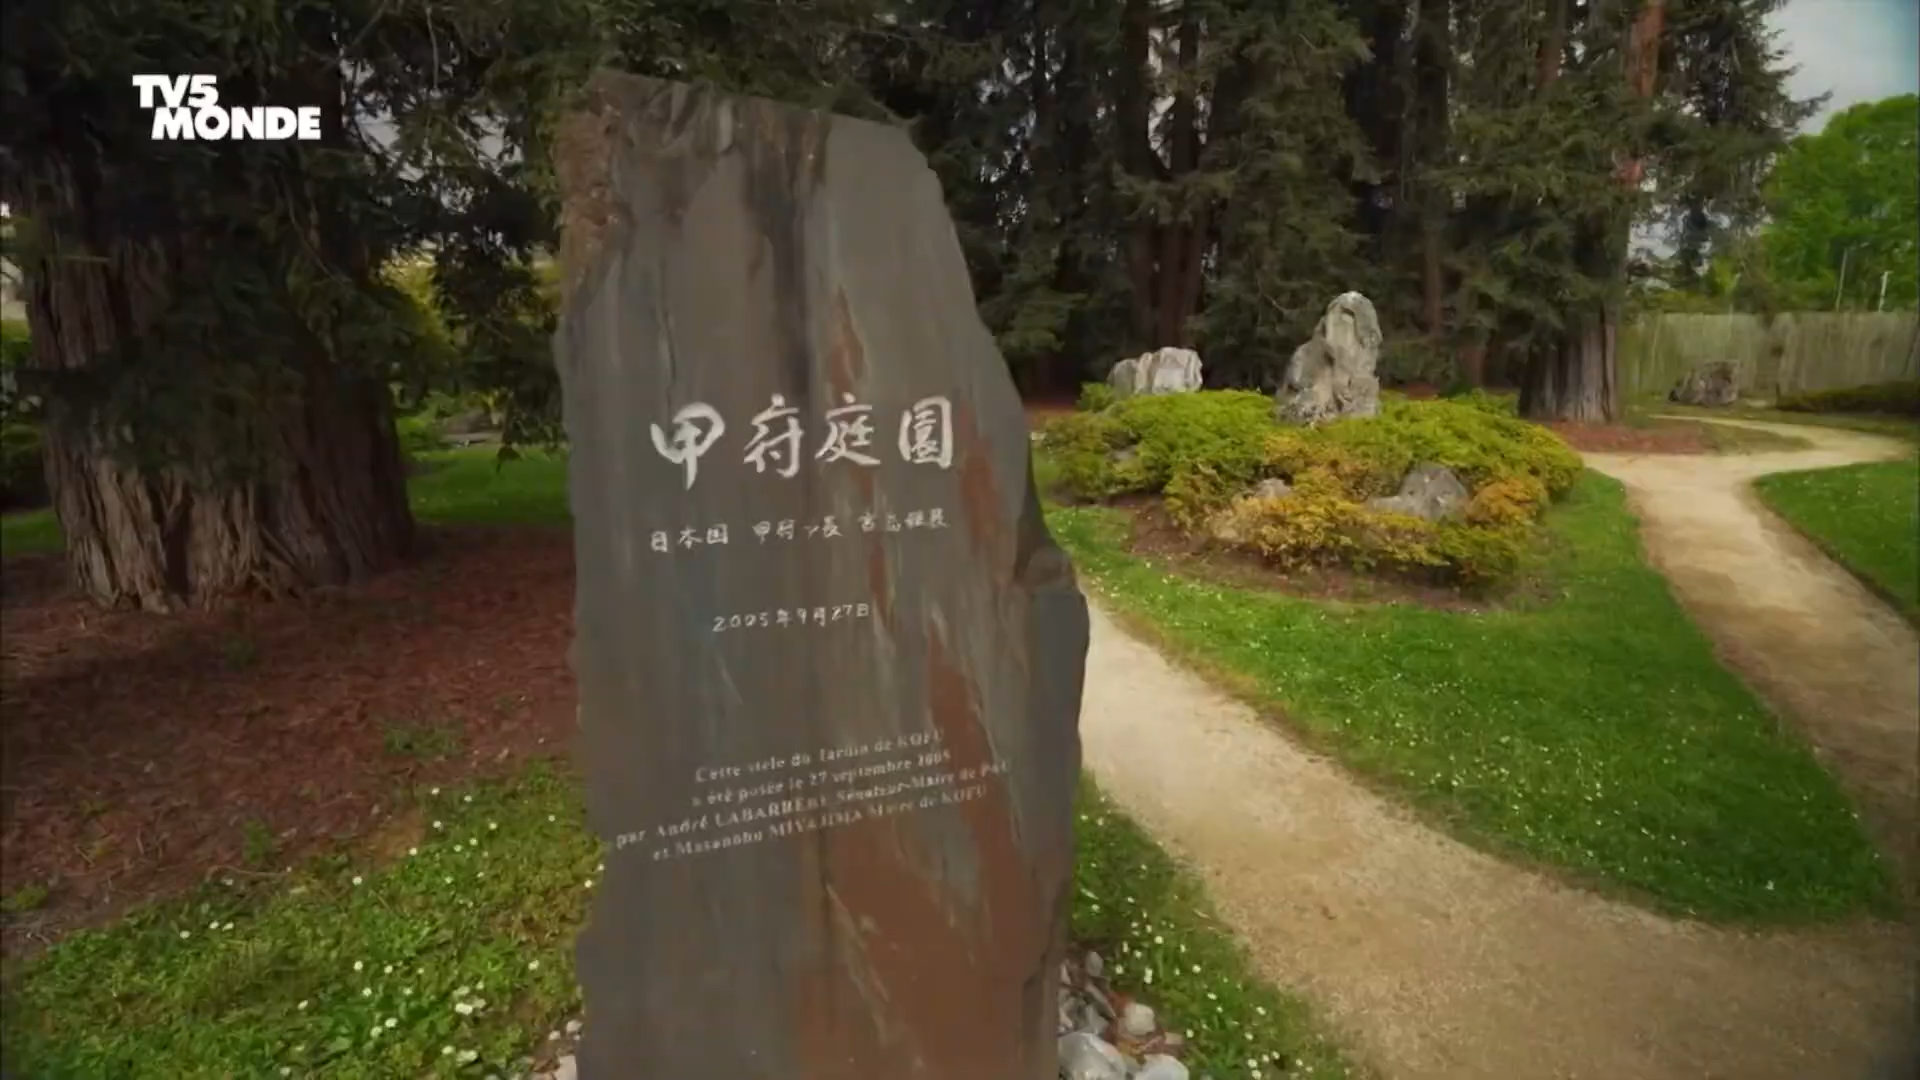 TV5
MONDE
甲府庭園
日本国 甲府市長 宮島雅展
2005年9月27日
Cette stèle du Jardin de KOFU
a été posée le 27 septembre 2005
par André LABARRÈRE Sénateur-Maire de PAU
et Masanobu MIYAJIMA Maire de KOFU